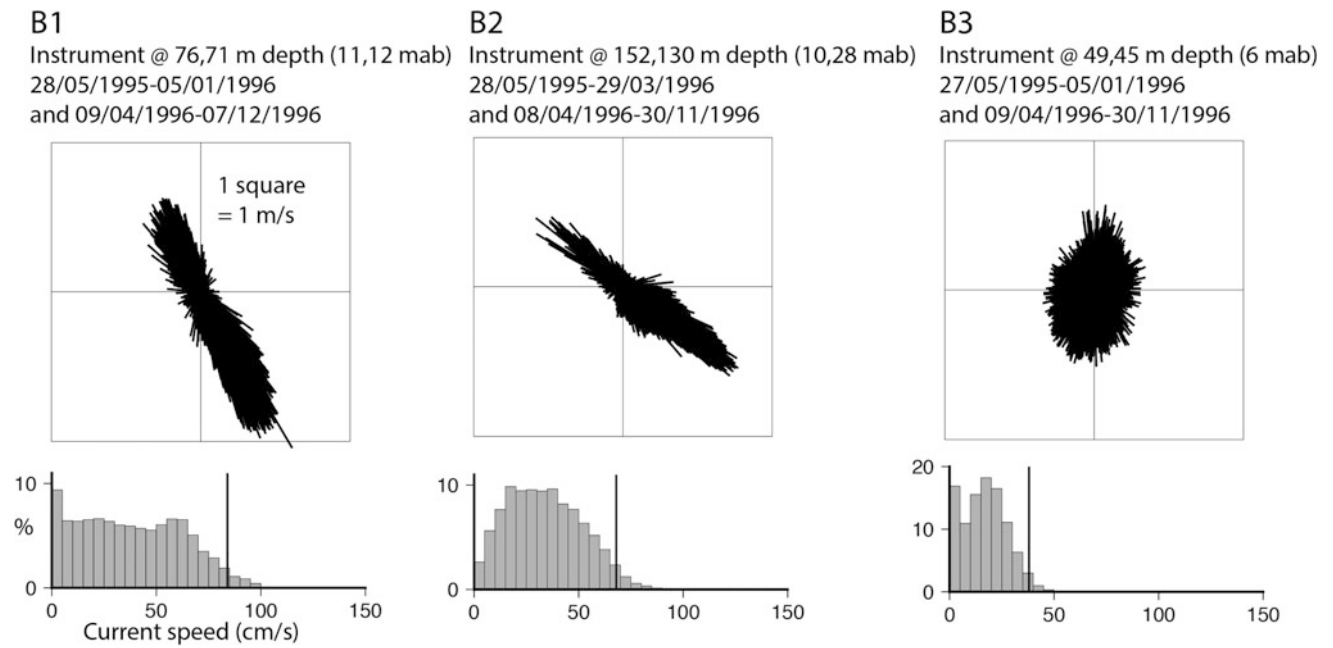 B1
Instrument @ 76,71 m depth (11,12 mab)
28/05/1995-05/01/1996
and 09/04/1996-07/12/1996
1 square
= 1 m/s
10
%
0
0 50 100 150
Current speed (cm/s)
B2
Instrument @ 152,130 m depth (10,28 mab)
28/05/1995-29/03/1996
and 08/04/1996-30/11/1996
10
0
0 50 100 150
B3
Instrument @ 49,45 m depth (6 mab)
27/05/1995-05/01/1996
and 09/04/1996-30/11/1996
20
10
0
0 50 100 150